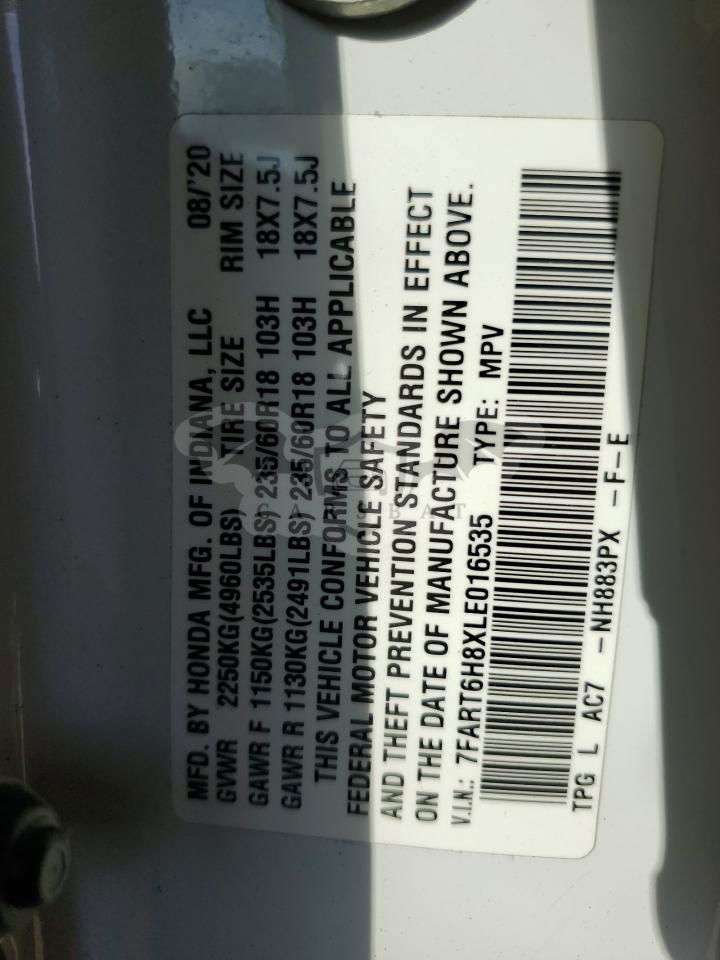 MFD. BY HONDA MFG. OF INDIANA, LLC 08/'20
GVWR 2250KG(4960LBS) TIRE SIZE RIM SIZE
GAWR F 1150KG(2535LBS) 235/60R18 103H 18X7.5J
GAWR R 1130KG(2491LBS) 235/60R18 103H 18X7.5J
THIS VEHICLE CONFORMS TO ALL APPLICABLE
FEDERAL MOTOR VEHICLE SAFETY
AND THEFT PREVENTION STANDARDS IN EFFECT
ON THE DATE OF MANUFACTURE SHOWN ABOVE.
V.I.N.: 7FART6H8XLE016535 TYPE: MPV
TPG L AC7 -NH883PX -F-E